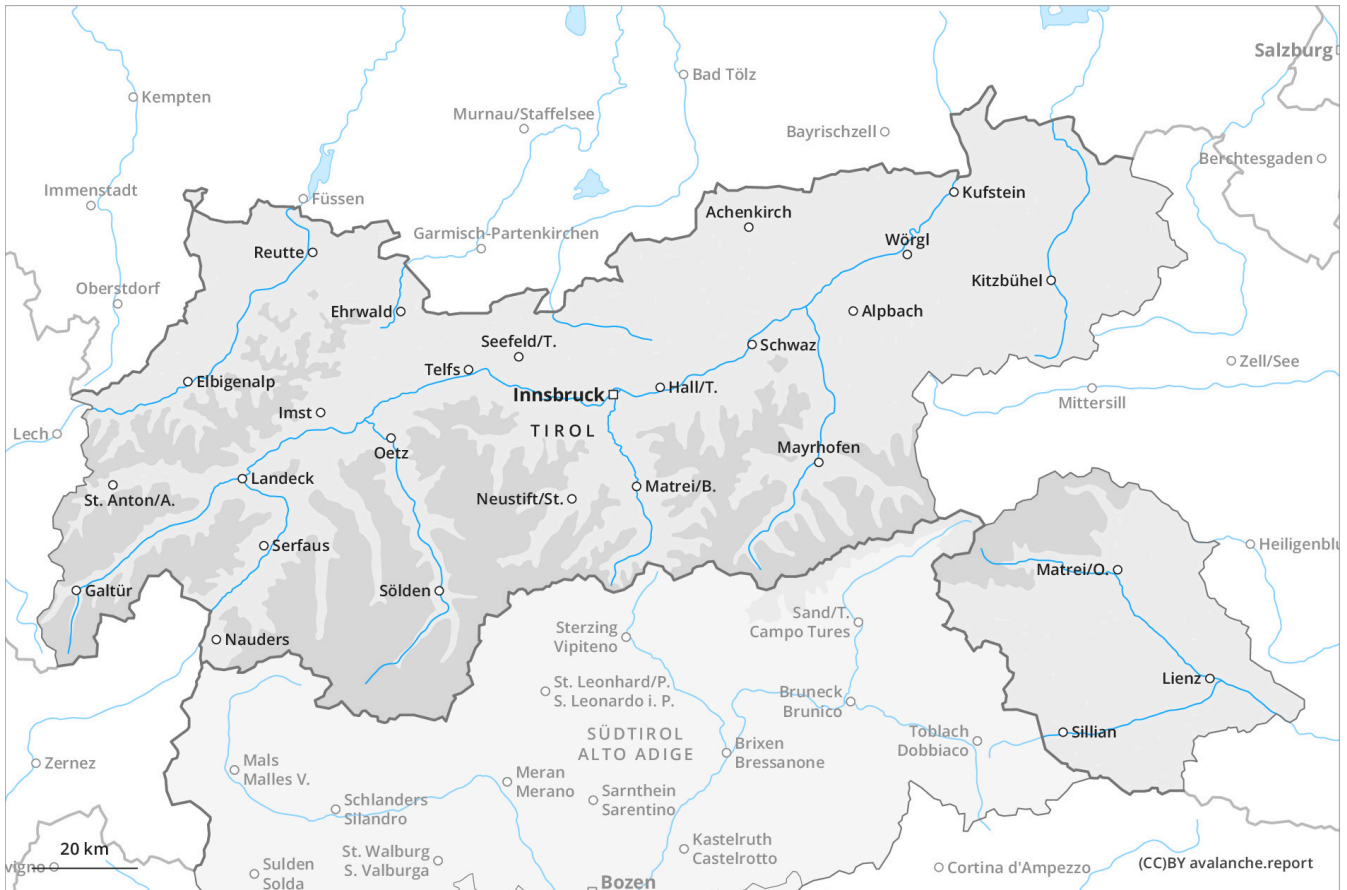 Salzburg
Bad Tölz
Kempten
Murnau/Staffelsee
Bayrischzell
Berchtesgaden
Immenstadt
Füssen
Kufstein
Achenkirch
Garmisch-Partenkirchen
Wörgl
Reutte
Oberstdorf
Kitzbühel
Ehrwald
Alpbach
Seefeld/T.
Schwaz
Zell/See
Telfs
Elbigenalp
Hall/T.
Innsbruck
Mittersill
Imst
Lech
TIROL
Oetz
Mayrhofen
Landeck
St. Anton/A.
Neustift/St.
Matrei/B.
Serfaus
Heiligenblu
Matrei/O.
Galtür
Sölden
Sand/T.
Campo Tures
Sterzing
Vipiteno
Nauders
Lienz
St. Leonhard/P.
S. Leonardo i. P.
Bruneck
Brunico
SÜDTIROL
ALTO ADIGE
Toblach
Dobbiaco
Sillian
Brixen
Bressanone
Zernez
Mals
Malles V.
Meran
Merano
Sarnthein
Sarentino
Schlanders
Silandro
20 km
St. Walburg
S. Valburga
Kastelruth
Castelrotto
vigno
Sulden
Solda
Cortina d'Ampezzo
(CC)BY avalanche.report
Bozen